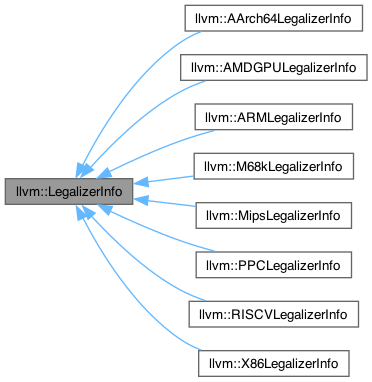 llvm::AArch64LegalizerInfo
llvm::AMDGPULegalizerInfo
llvm::ARMLegalizerInfo
llvm::M68kLegalizerInfo
llvm::LegalizerInfo
llvm::MipsLegalizerInfo
llvm::PPCLegalizerInfo
llvm::RISCVLegalizerInfo
llvm::X86LegalizerInfo